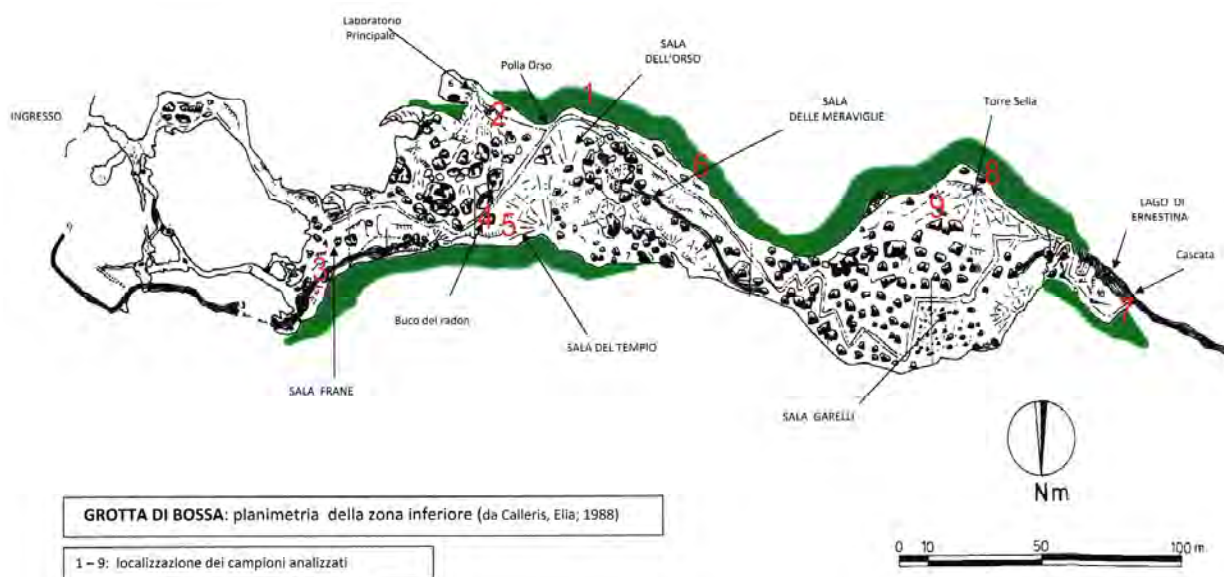 Laboratorio
Principale
Polla Orso
SALA
DELL'ORSO
1
2
INGRESSO
SALA
DELLE MERAVIGLIE
Torre Sella
6
8
9
LAGO DI
ERNESTINA
Cascata
4
5
3
7
Buco del radon
SALA DEL TEMPIO
SALA FRANE
SALA GARELLI
Nm
GROTTA DI BOSSA: planimetria della zona inferiore (da Calleris, Elia; 1988)
1 – 9: localizzazione dei campioni analizzati
0 10 50 100 m.